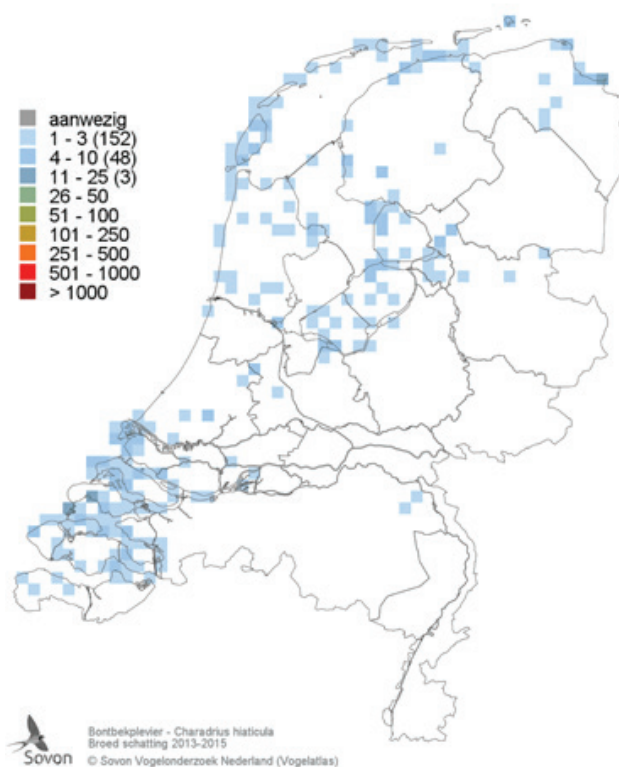 aanwezig
1 - 3 (152)
4 - 10 (48)
11 - 25 (3)
26 - 50
51 - 100
101 - 250
251 - 500
501 - 1000
> 1000
Bontbekplevier - Charadrius hiaticula
Broed schatting 2013-2015
Sovon © Sovon Vogelonderzoek Nederland (Vogelatlas)